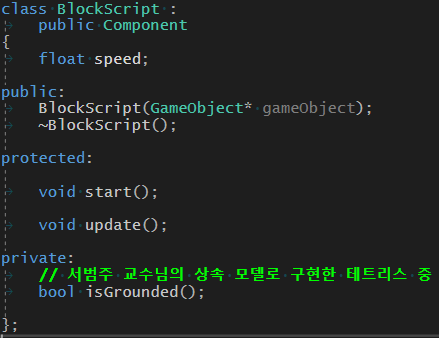 class BlockScript :
    public Component
{
    float speed;

public:
    BlockScript(GameObject* gameObject);
    ~BlockScript();

protected:

    void start();

    void update();

private:
    // 서범주 교수님의 상속 모델로 구현한 테트리스 중
    bool isGrounded();

};